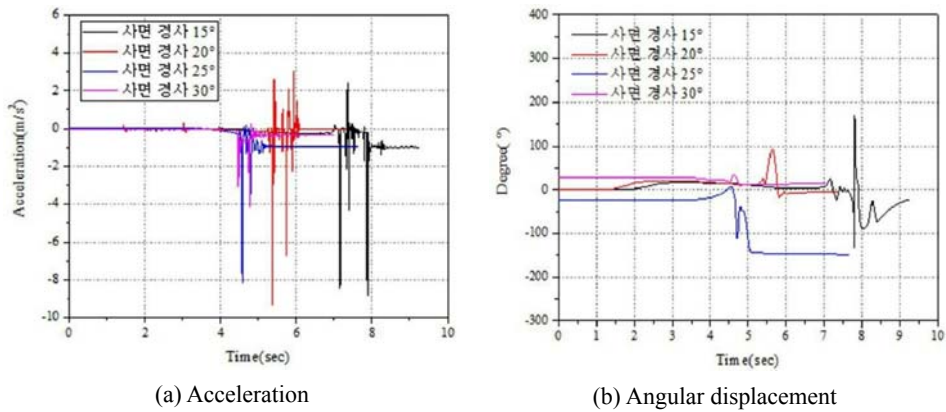 6
4
2
0
-2
-4
-6
-8
-10
Acceleration(m/s²)
사면 경사 15°
사면 경사 20°
사면 경사 25°
사면 경사 30°
0 2 4 6 8 10
Time(sec)
(a) Acceleration
400
300
200
100
0
-100
-200
-300
Degree( °)
사면 경사 15°
사면 경사 20°
사면 경사 25°
사면 경사 30°
0 1 2 3 4 5 6 7 8 9 10
Time(sec)
(b) Angular displacement